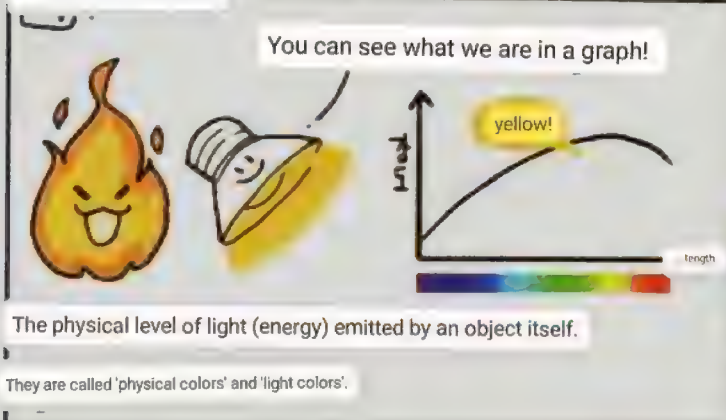 You can see what we are in a graph!
yellow!
length
The physical level of light (energy) emitted by an object itself.
They are called 'physical colors' and 'light colors'.